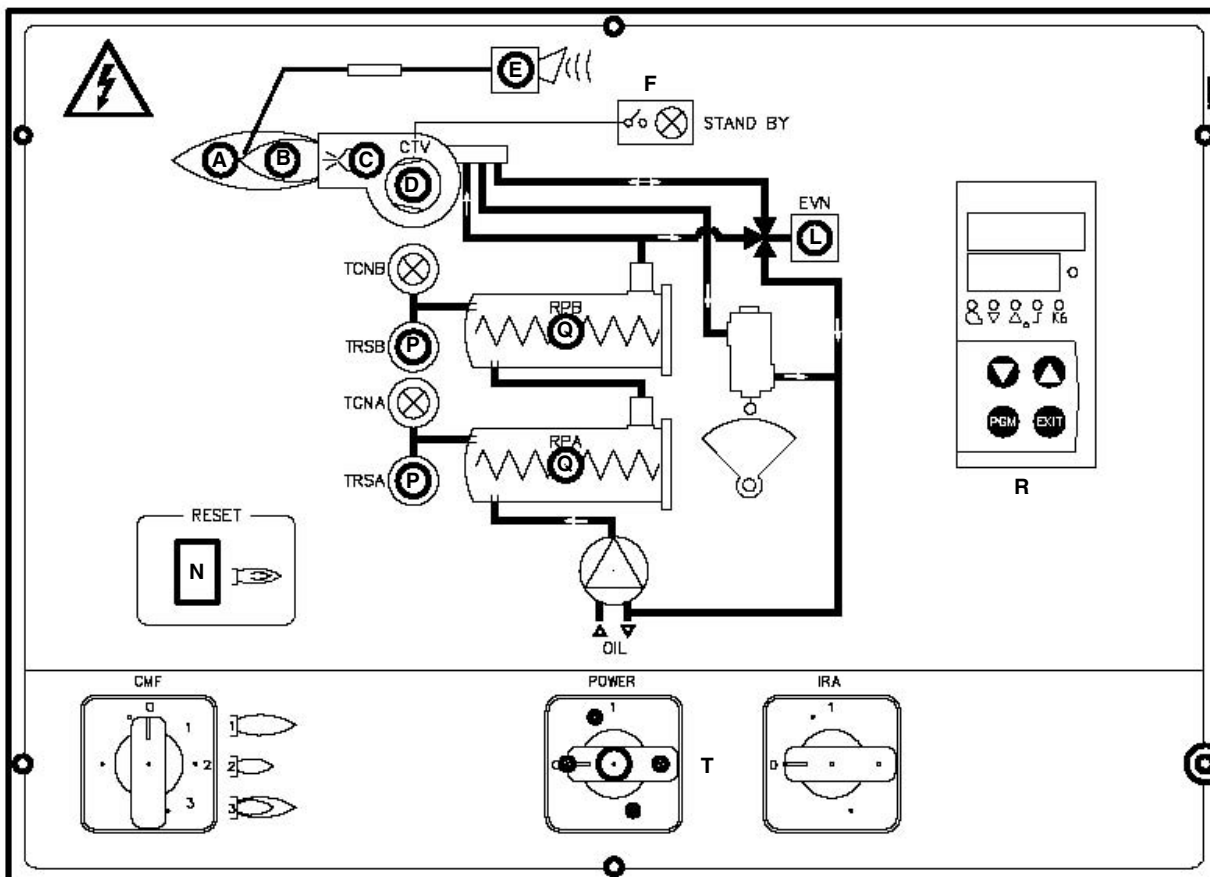 E
F
STAND BY
CTV
A B C
D
EVN
L
TCNB
RPB
Q
TRSB P
K6
TCNA
RPA
Q
TRSA P
PGM EXIT
R
RESET
N
OIL
CMF POWER IRA
0 1 1
1 1
2 2
0 T 0
3 3